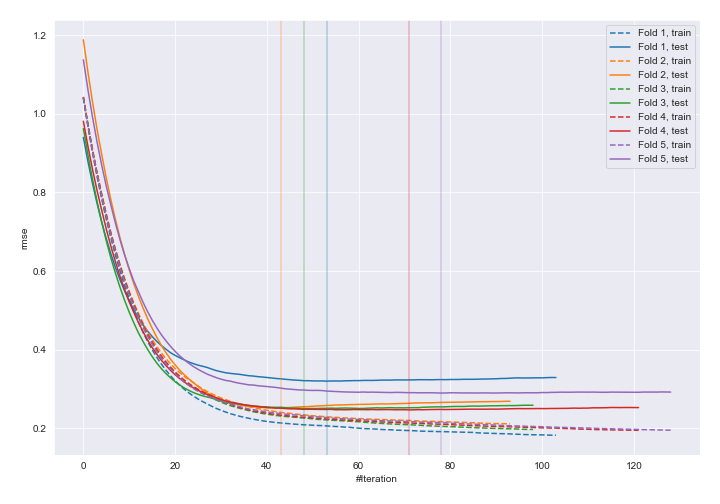 1.2
1.0
0.8
0.6
0.4
0.2
rmse
0
20
40
60
80
100
120
#iteration
Fold 1, train
Fold 1, test
Fold 2, train
Fold 2, test
Fold 3, train
Fold 3, test
Fold 4, train
Fold 4, test
Fold 5, train
Fold 5, test